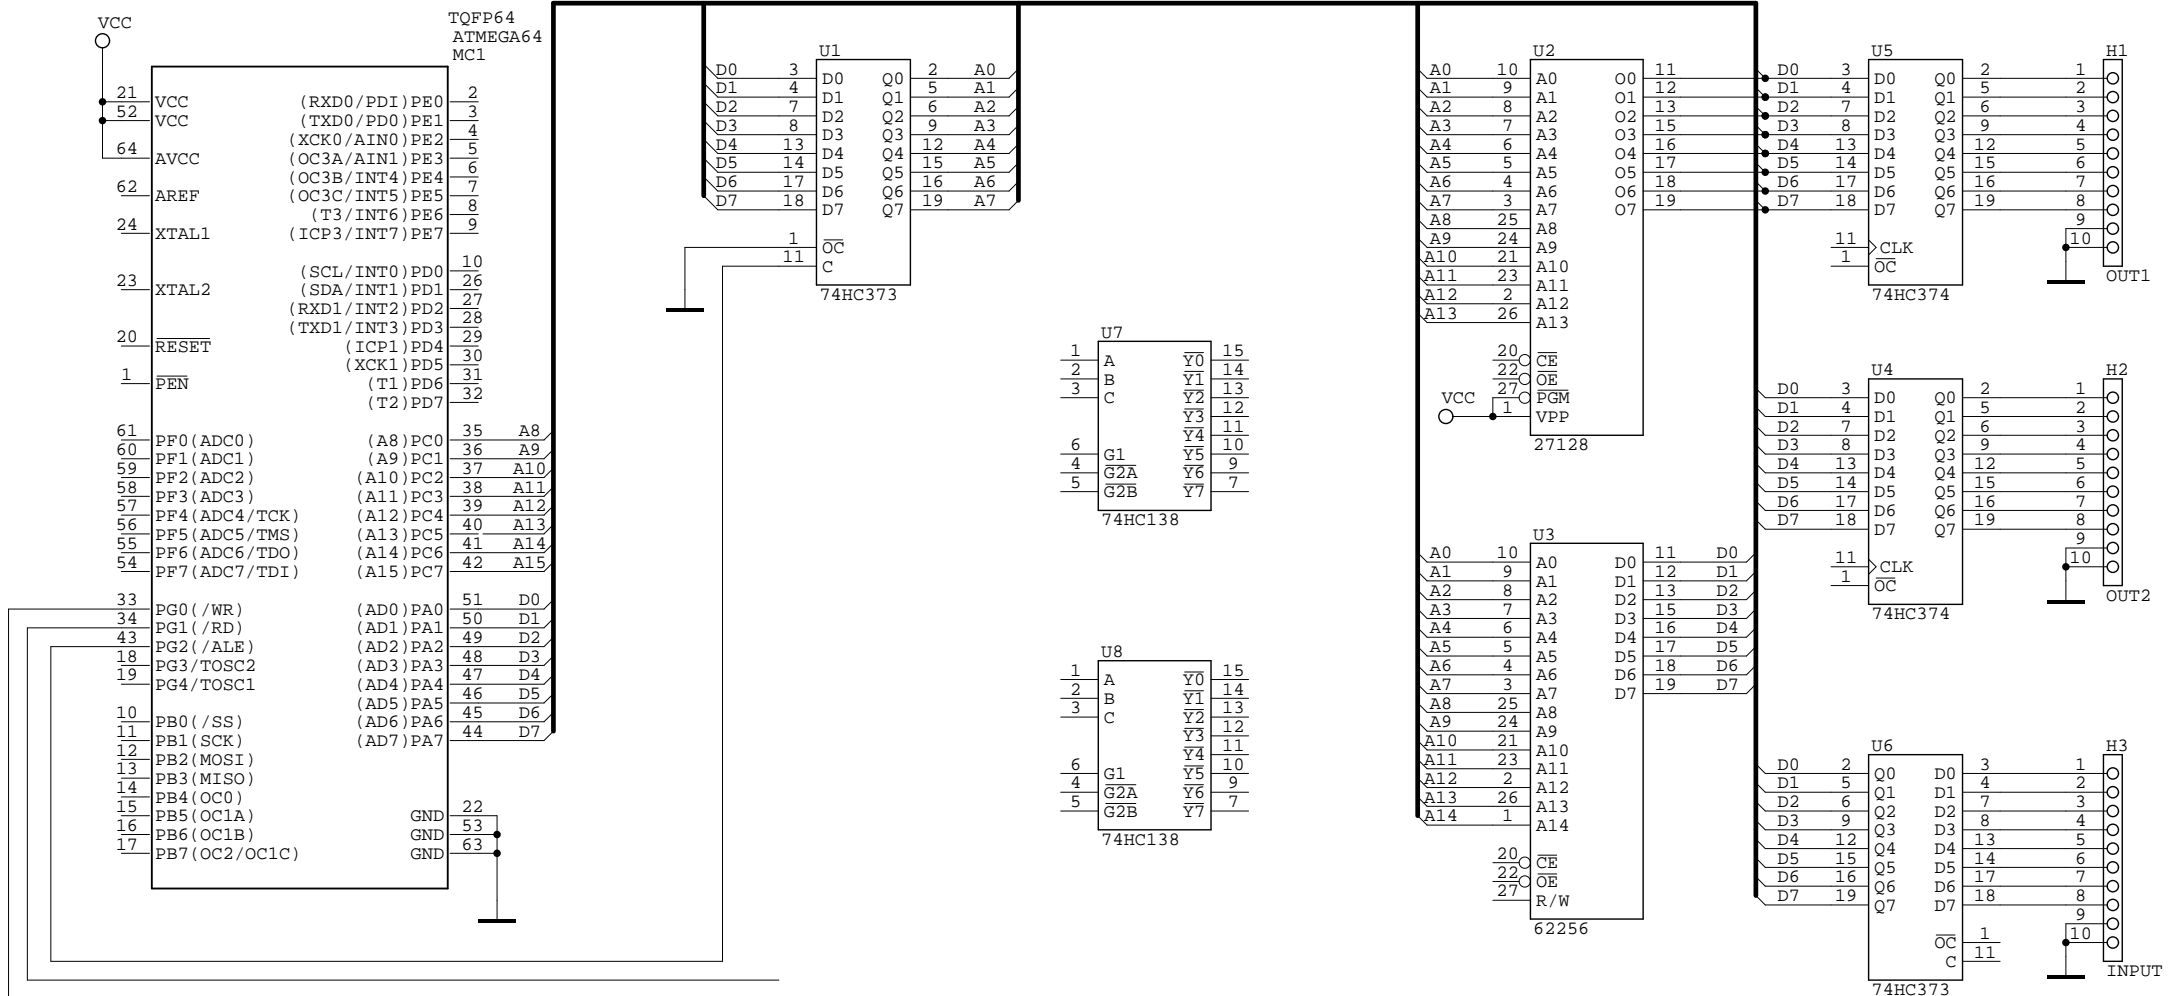 VCC
TQFP64
ATMEGA64
MC1
21 VCC
52 VCC
64 AVCC
62 AREF
24 XTAL1
23 XTAL2
20 RESET
1 PEN
61 PF0(ADC0)
60 PF1(ADC1)
59 PF2(ADC2)
58 PF3(ADC3)
57 PF4(ADC4/TCK)
56 PF5(ADC5/TMS)
55 PF6(ADC6/TDO)
54 PF7(ADC7/TDI)
33 PG0(/WR)
34 PG1(/RD)
43 PG2(/ALE)
18 PG3/TOSC2
19 PG4/TOSC1
10 PB0(/SS)
11 PB1(SCK)
12 PB2(MOSI)
13 PB3(MISO)
14 PB4(OC0)
15 PB5(OC1A)
16 PB6(OC1B)
17 PB7(OC2/OC1C)
(RXD0/PDI)PE0 2
(TXD0/PD0)PE1 3
(XCK0/AIN0)PE2 4
(OC3A/AIN1)PE3 5
(OC3B/INT4)PE4 6
(OC3C/INT5)PE5 7
(T3/INT6)PE6 8
(ICP3/INT7)PE7 9
(SCL/INT0)PD0 10
(SDA/INT1)PD1 26
(RXD1/INT2)PD2 27
(TXD1/INT3)PD3 28
(ICP1)PD4 29
(XCK1)PD5 30
(T1)PD6 31
(T2)PD7 32
(A8)PC0 35 A8
(A9)PC1 36 A9
(A10)PC2 37 A10
(A11)PC3 38 A11
(A12)PC4 39 A12
(A13)PC5 40 A13
(A14)PC6 41 A14
(A15)PC7 42 A15
(AD0)PA0 51 D0
(AD1)PA1 50 D1
(AD2)PA2 49 D2
(AD3)PA3 48 D3
(AD4)PA4 47 D4
(AD5)PA5 46 D5
(AD6)PA6 45 D6
(AD7)PA7 44 D7
GND 22
GND 53
GND 63
U1
D0 3 D0 Q0 2 A0
D1 4 D1 Q1 5 A1
D2 7 D2 Q2 6 A2
D3 8 D3 Q3 9 A3
D4 13 D4 Q4 12 A4
D5 14 D5 Q5 15 A5
D6 17 D6 Q6 16 A6
D7 18 D7 Q7 19 A7
1 OC
11 C
74HC373
U7
1 A Y0 15
2 B Y1 14
3 C Y2 13
Y3 12
Y4 11
6 G1 Y5 10
4 G2A Y6 9
5 G2B Y7 7
74HC138
U8
1 A Y0 15
2 B Y1 14
3 C Y2 13
Y3 12
Y4 11
6 G1 Y5 10
4 G2A Y6 9
5 G2B Y7 7
74HC138
U2
A0 10 A0 O0 11
A1 9 A1 O1 12
A2 8 A2 O2 13
A3 7 A3 O3 15
A4 6 A4 O4 16
A5 5 A5 O5 17
A6 4 A6 O6 18
A7 3 A7 O7 19
A8 25 A8
A9 24 A9
A10 21 A10
A11 23 A11
A12 2 A12
A13 26 A13
20 CE
22 OE
27 PGM
VCC 1 VPP
27128
U3
A0 10 A0 D0 11 D0
A1 9 A1 D1 12 D1
A2 8 A2 D2 13 D2
A3 7 A3 D3 15 D3
A4 6 A4 D4 16 D4
A5 5 A5 D5 17 D5
A6 4 A6 D6 18 D6
A7 3 A7 D7 19 D7
A8 25 A8
A9 24 A9
A10 21 A10
A11 23 A11
A12 2 A12
A13 26 A13
A14 1 A14
20 CE
22 OE
27 R/W
62256
U5 H1
D0 3 D0 Q0 2 1
D1 4 D1 Q1 5 2
D2 7 D2 Q2 6 3
D3 8 D3 Q3 9 4
D4 13 D4 Q4 12 5
D5 14 D5 Q5 15 6
D6 17 D6 Q6 16 7
D7 18 D7 Q7 19 8
9
11 CLK 10
1 OC
OUT1
74HC374
U4 H2
D0 3 D0 Q0 2 1
D1 4 D1 Q1 5 2
D2 7 D2 Q2 6 3
D3 8 D3 Q3 9 4
D4 13 D4 Q4 12 5
D5 14 D5 Q5 15 6
D6 17 D6 Q6 16 7
D7 18 D7 Q7 19 8
9
11 CLK 10
1 OC
OUT2
74HC374
U6 H3
D0 2 Q0 D0 3 1
D1 5 Q1 D1 4 2
D2 6 Q2 D2 7 3
D3 9 Q3 D3 8 4
D4 12 Q4 D4 13 5
D5 15 Q5 D5 14 6
D6 16 Q6 D6 17 7
D7 19 Q7 D7 18 8
9
OC 1 10
C 11
INPUT
74HC373